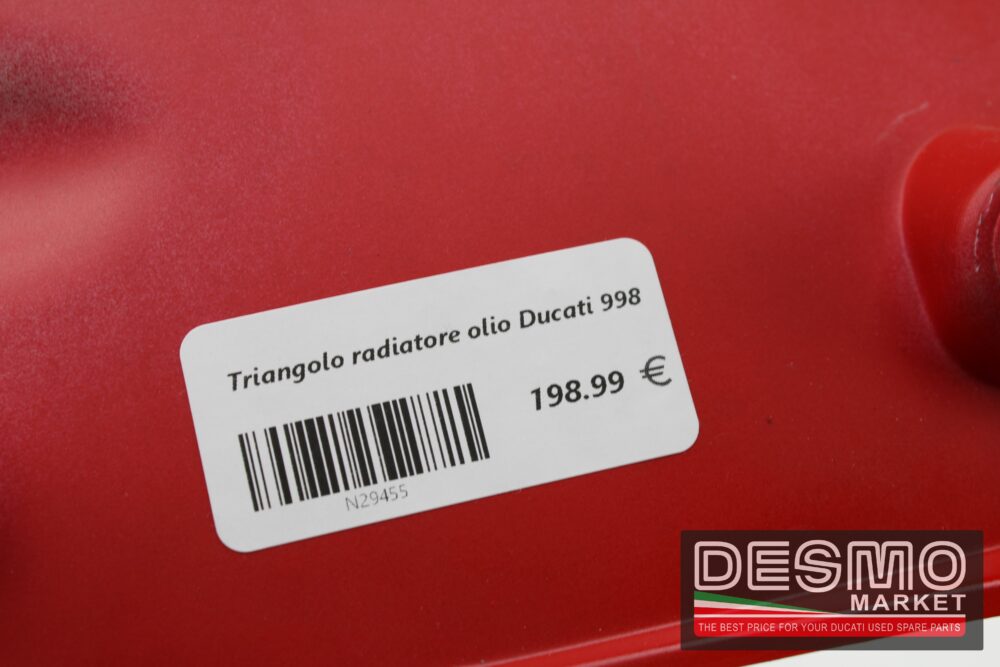 Triangolo radiatore olio Ducati 998
198.99 €
N29455
DESMO
MARKET
THE BEST PRICE FOR YOUR DUCATI USED SPARE PARTS